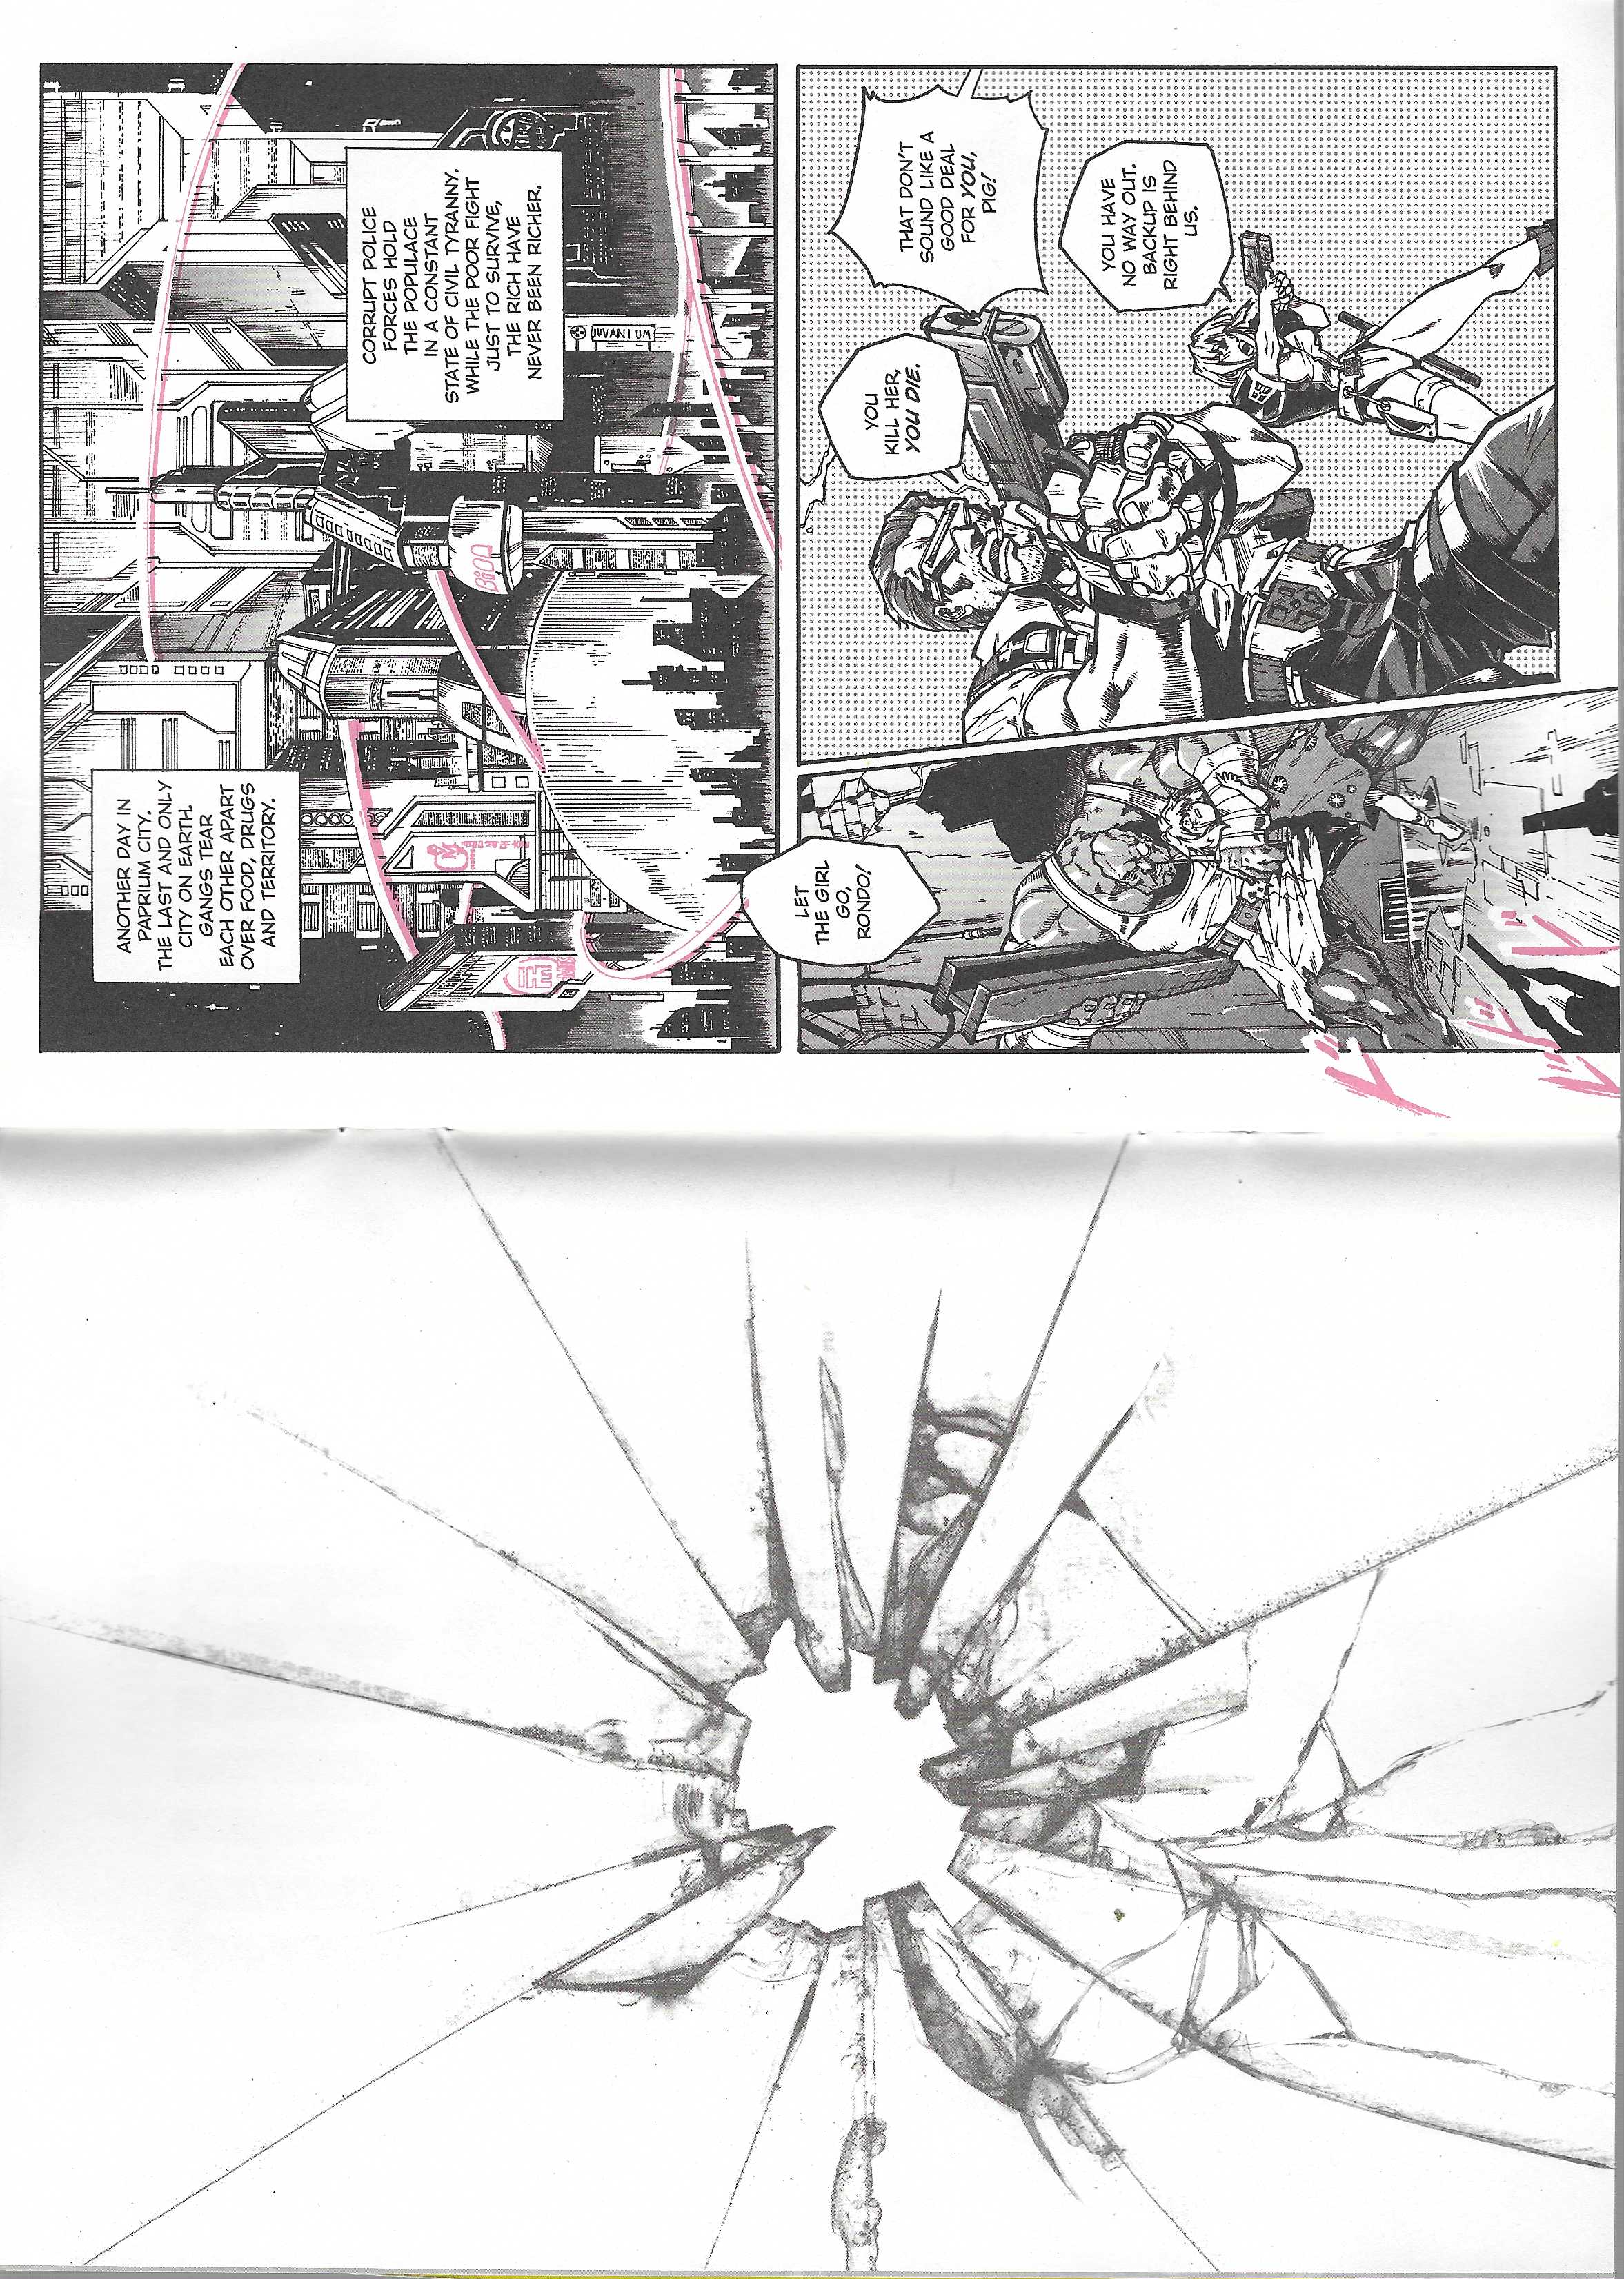 ANOTHER DAY IN
PAPRIUM CITY.
THE LAST AND ONLY
CITY ON EARTH.
GANGS TEAR
EACH OTHER APART
OVER FOOD, DRUGS
AND TERRITORY.
CORRUPT POLICE
FORCES HOLD
THE POPULACE
IN A CONSTANT
STATE OF CIVIL TYRANNY.
WHILE THE POOR FIGHT
JUST TO SURVIVE,
THE RICH HAVE
NEVER BEEN RICHER.
LET
THE GIRL
GO,
RONDO!
YOU
KILL HER,
YOU DIE.
THAT DON'T
SOUND LIKE A
GOOD DEAL
FOR YOU,
PIG!
YOU HAVE
NO WAY OUT.
BACKUP IS
RIGHT BEHIND
US.
ド
ド
ド
ド